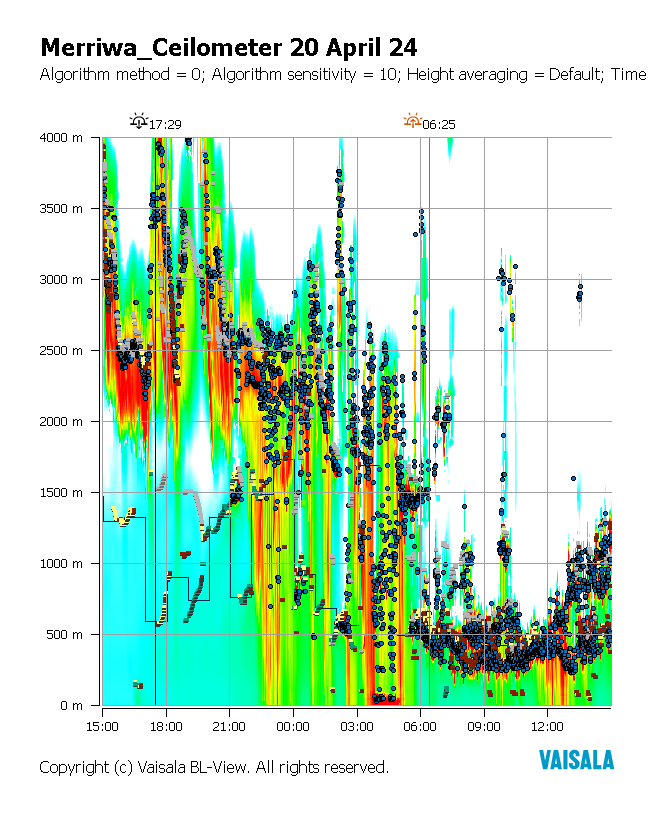 Merriwa_Ceilometer 20 April 24
Algorithm method = 0; Algorithm sensitivity = 10; Height averaging = Default; Time
17:29
06:25
4000 m
3500 m
3000 m
2500 m
2000 m
1500 m
1000 m
500 m
0 m
15:00 18:00 21:00 00:00 03:00 06:00 09:00 12:00
VAISALA
Copyright (c) Vaisala BL-View. All rights reserved.